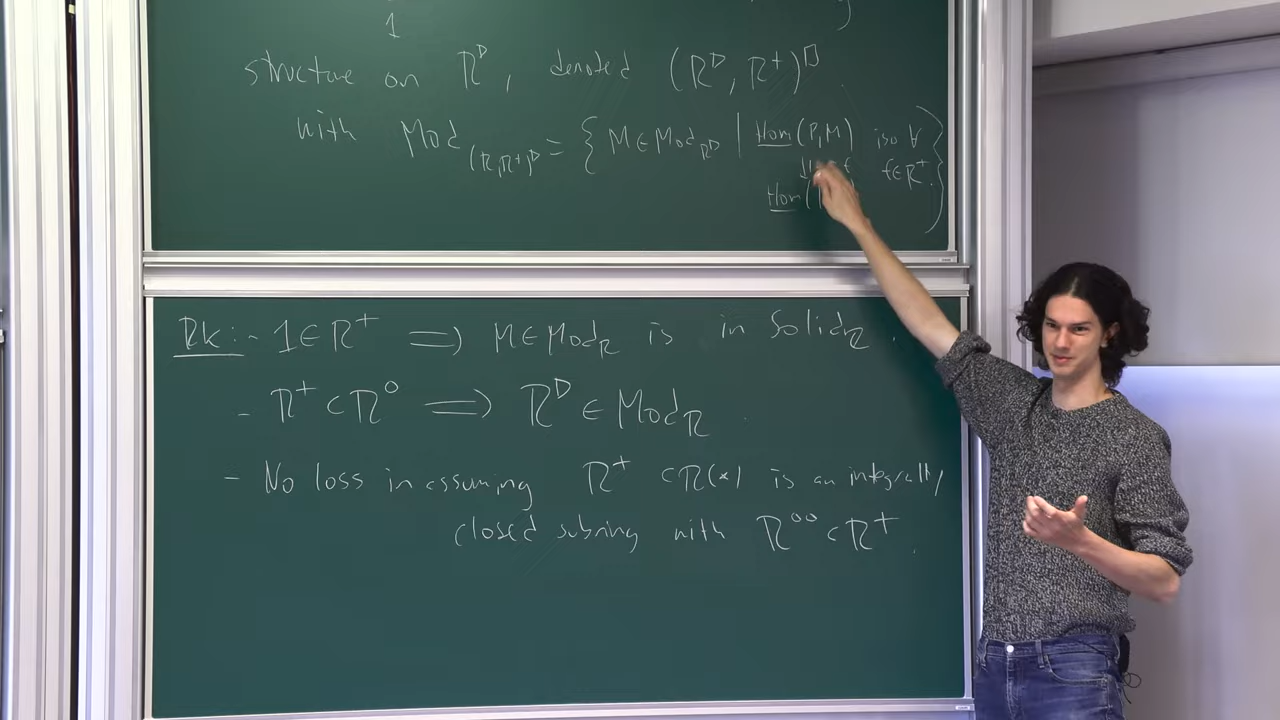 1
structure on R▷, denoted (R▷, R⁺)□
with Mod_(R,R⁺)□ = { M ∈ Mod_R▷ | Hom(P,M) iso ∀
f ∈ R⁺.
Hom(
Rk: - 1 ∈ R⁺ ⟹ M ∈ Mod_R is in Solid_Z.
- R⁺ ⊂ R° ⟹ R▷ ∈ Mod_R
- No loss in assuming R⁺ ⊂ R(*) is an integrally
closed subring with R°° ⊂ R⁺.